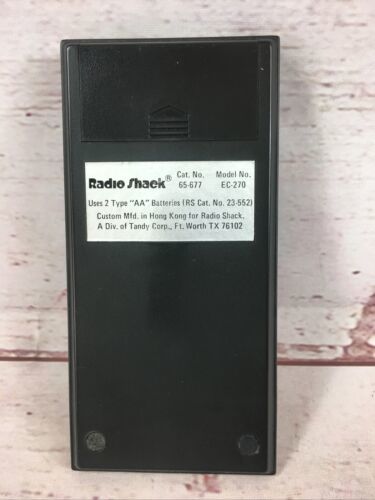 Radio Shack® Cat. No. 65-677 Model No. EC-270
Uses 2 Type "AA" Batteries (RS Cat. No. 23-552)
Custom Mfd. in Hong Kong for Radio Shack,
A Div. of Tandy Corp., Ft. Worth TX 76102